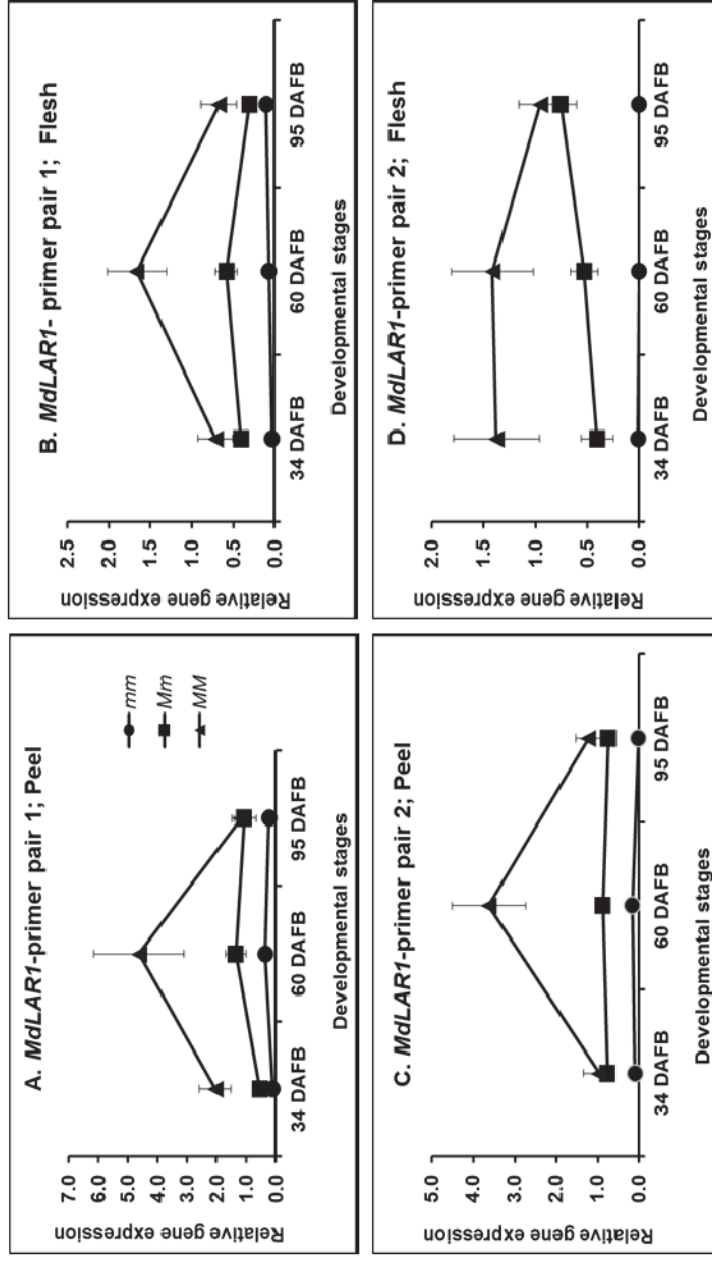 A. MdLAR1-primer pair 1; Peel
Relative gene expression
7.0
6.0
5.0
4.0
3.0
2.0
1.0
0.0
34 DAFB 60 DAFB 95 DAFB
Developmental stages
mm
Mm
MM
B. MdLAR1- primer pair 1; Flesh
Relative gene expression
2.5
2.0
1.5
1.0
0.5
0.0
34 DAFB 60 DAFB 95 DAFB
Developmental stages
C. MdLAR1-primer pair 2; Peel
Relative gene expression
5.0
4.0
3.0
2.0
1.0
0.0
34 DAFB 60 DAFB 95 DAFB
Developmental stages
D. MdLAR1-primer pair 2; Flesh
Relative gene expression
2.0
1.5
1.0
0.5
0.0
34 DAFB 60 DAFB 95 DAFB
Developmental stages